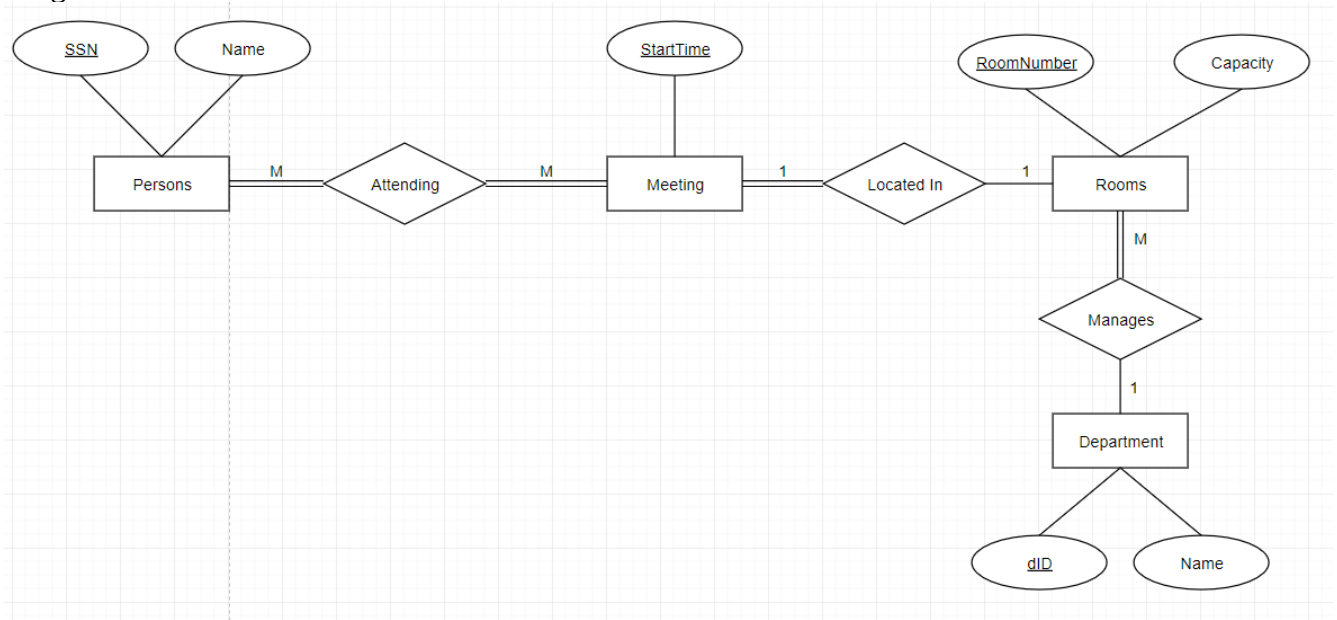 SSN
Name
StartTime
RoomNumber
Capacity
Persons
M
Attending
M
Meeting
1
Located In
1
Rooms
M
Manages
1
Department
dID
Name